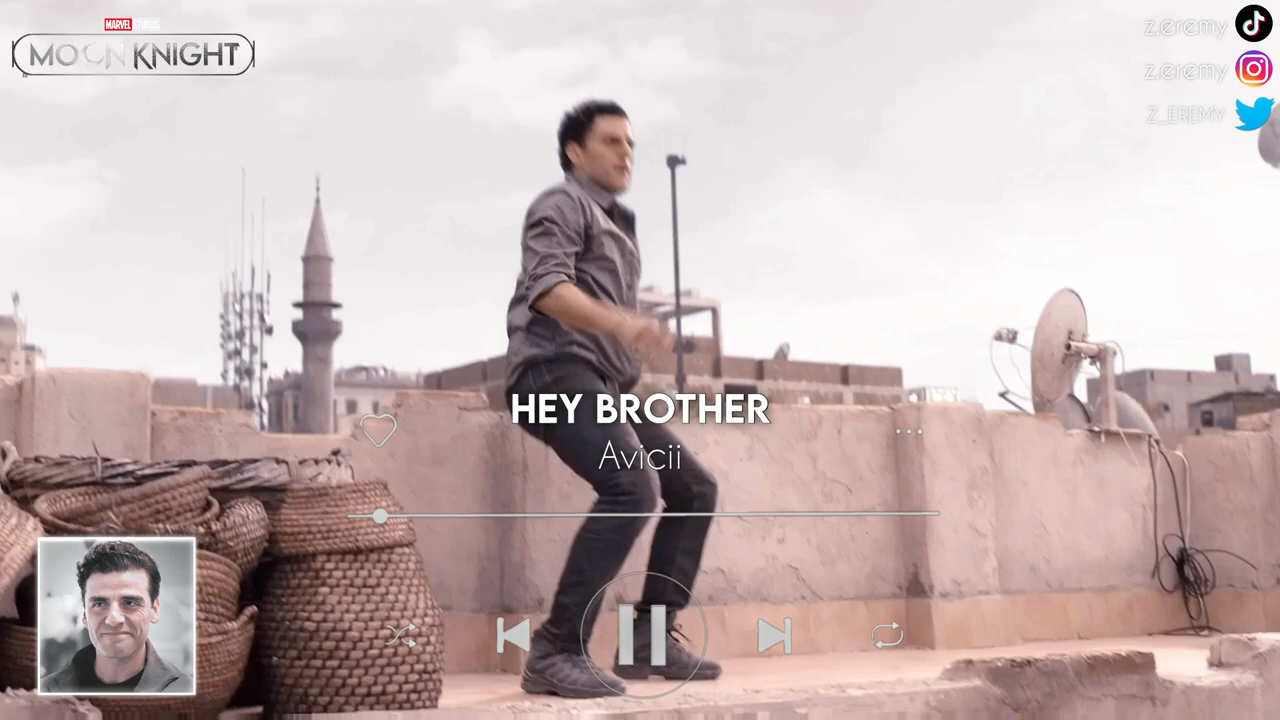 MARVEL STUDIOS
MOON KNIGHT
z.eremy
z.eremy
Z_EREMY
HEY BROTHER
Avicii